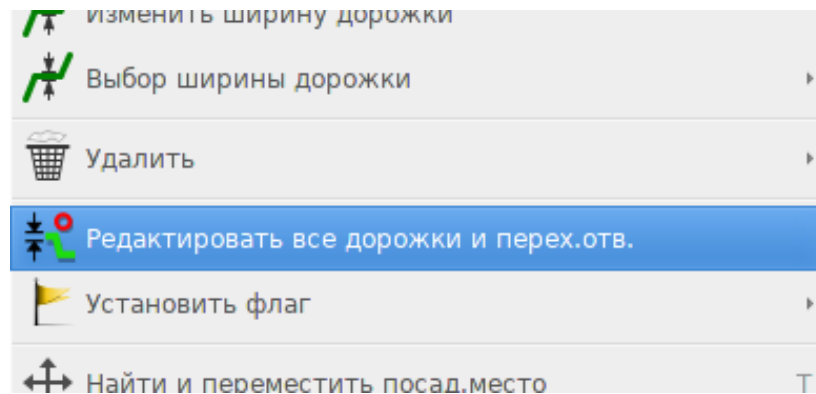 Изменить ширину дорожки
Выбор ширины дорожки
Удалить
Редактировать все дорожки и перех.отв.
Установить флаг
Найти и переместить посад.место T